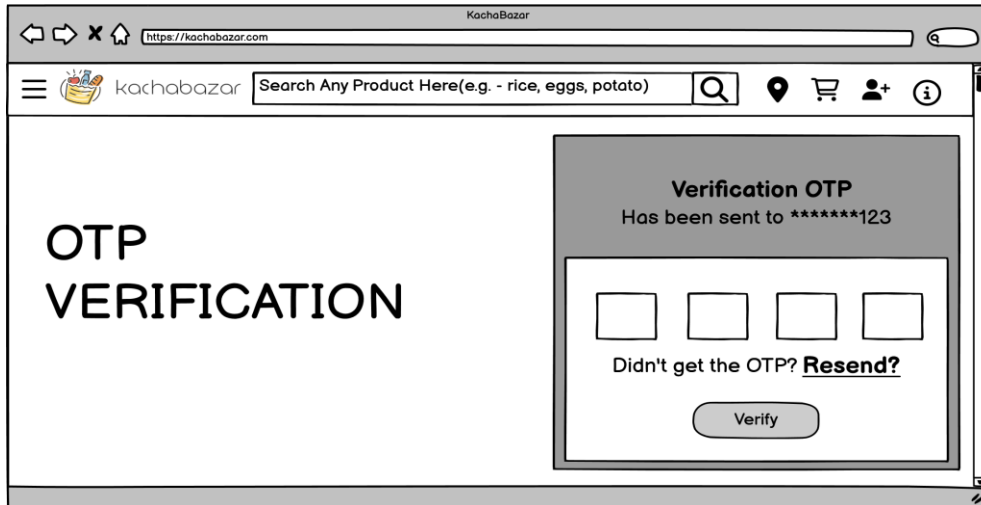 KachaBazar
https://kachabazar.com
kachabazar
Search Any Product Here(e.g. - rice, eggs, potato)
OTP
VERIFICATION
Verification OTP
Has been sent to *******123
Didn't get the OTP? Resend?
Verify